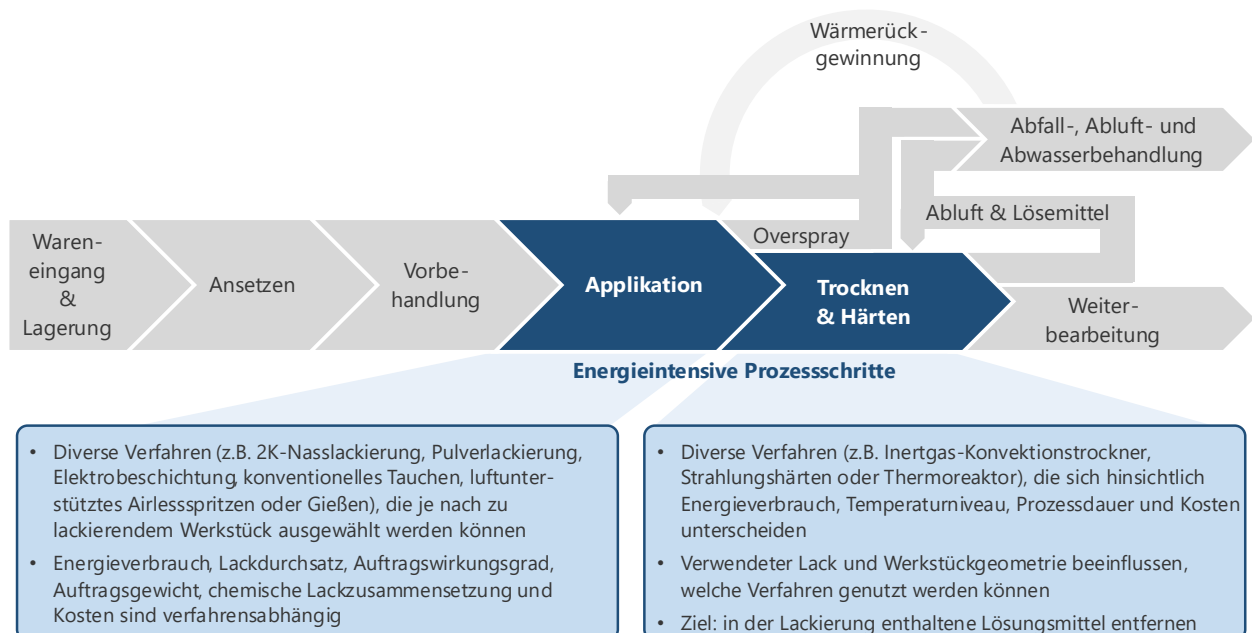 Wärmerück-
gewinnung
Abfall-, Abluft- und
Abwasserbehandlung
Abluft & Lösemittel
Overspray
Waren-
eingang
&
Lagerung
Ansetzen
Vorbe-
handlung
Applikation
Trocknen
& Härten
Weiter-
bearbeitung
Energieintensive Prozessschritte
• Diverse Verfahren (z.B. 2K-Nasslackierung, Pulverlackierung,
Elektrobeschichtung, konventionelles Tauchen, luftunter-
stütztes Airlessspritzen oder Gießen), die je nach zu
lackierendem Werkstück ausgewählt werden können
• Energieverbrauch, Lackdurchsatz, Auftragswirkungsgrad,
Auftragsgewicht, chemische Lackzusammensetzung und
Kosten sind verfahrensabhängig
• Diverse Verfahren (z.B. Inertgas-Konvektionstrockner,
Strahlungshärten oder Thermoreaktor), die sich hinsichtlich
Energieverbrauch, Temperaturniveau, Prozessdauer und Kosten
unterscheiden
• Verwendeter Lack und Werkstückgeometrie beeinflussen,
welche Verfahren genutzt werden können
• Ziel: in der Lackierung enthaltene Lösungsmittel entfernen